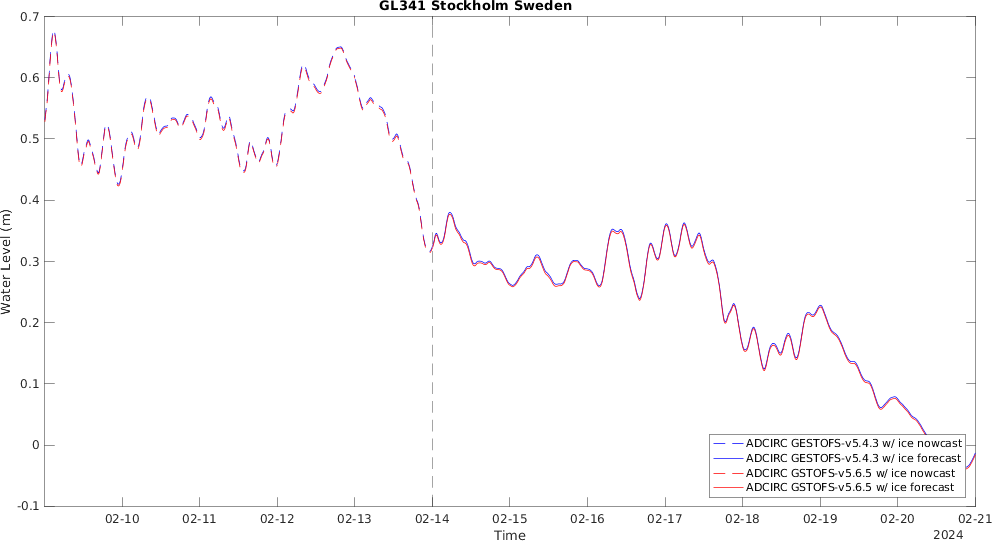 GL341 Stockholm Sweden
0.7
0.6
0.5
0.4
0.3
0.2
0.1
0
-0.1
Water Level (m)
ADCIRC GESTOFS-v5.4.3 w/ ice nowcast
ADCIRC GESTOFS-v5.4.3 w/ ice forecast
ADCIRC GSTOFS-v5.6.5 w/ ice nowcast
ADCIRC GSTOFS-v5.6.5 w/ ice forecast
02-10 02-11 02-12 02-13 02-14 02-15 02-16 02-17 02-18 02-19 02-20 02-21
Time
2024